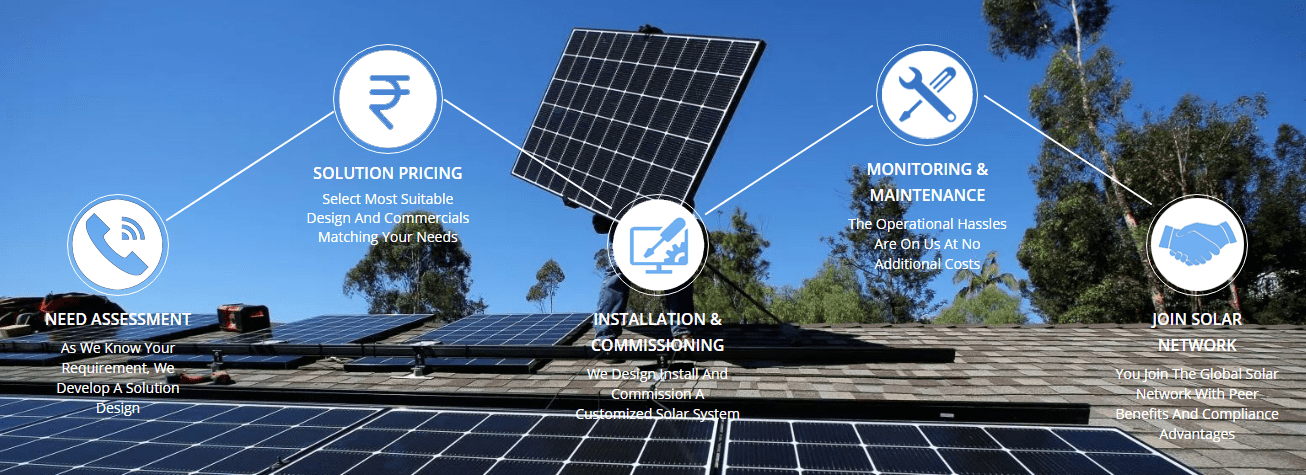 NEED ASSESSMENT
As We Know Your
Requirement, We
Develop A Solution
Design
SOLUTION PRICING
Select Most Suitable
Design And Commercials
Matching Your Needs
INSTALLATION &
COMMISSIONING
We Design Install And
Commission A
Customized Solar System
MONITORING &
MAINTENANCE
The Operational Hassles
Are On Us At No
Additional Costs
JOIN SOLAR
NETWORK
You Join The Global Solar
Network With Peer
Benefits And Compliance
Advantages